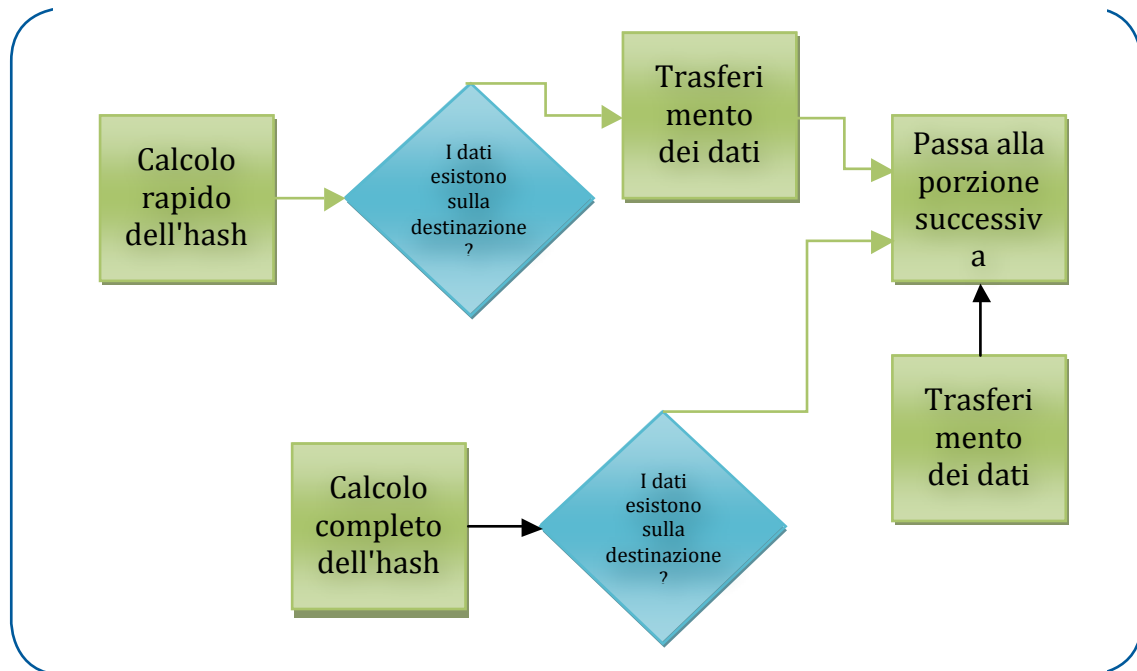 Calcolo
rapido
dell'hash
I dati
esistono
sulla
destinazione
?
Trasferi
mento
dei dati
Passa alla
porzione
successiv
a
Calcolo
completo
dell'hash
I dati
esistono
sulla
destinazione
?
Trasferi
mento
dei dati